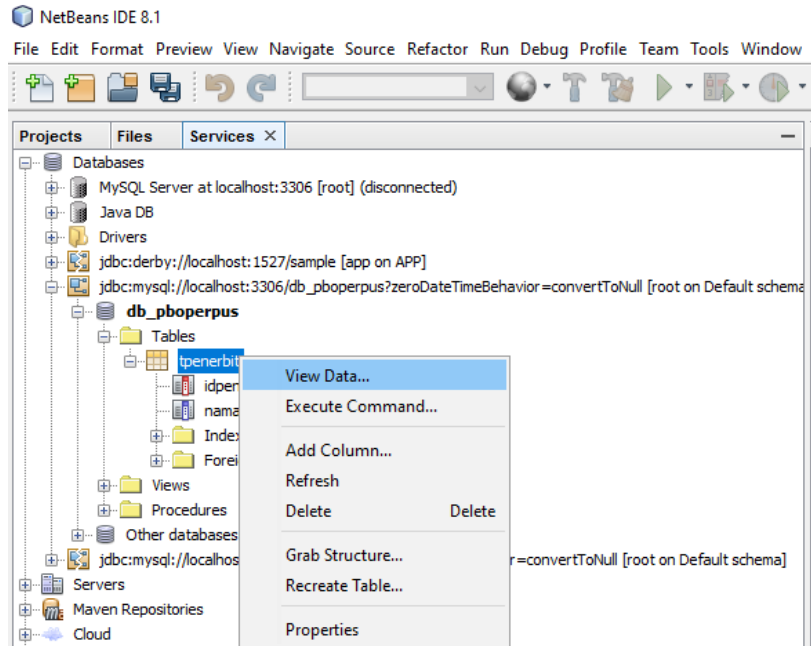 NetBeans IDE 8.1
File Edit Format Preview View Navigate Source Refactor Run Debug Profile Team Tools Window
Projects Files Services
Databases
MySQL Server at localhost:3306 [root] (disconnected)
Java DB
Drivers
jdbc:derby://localhost:1527/sample [app on APP]
jdbc:mysql://localhost:3306/db_pboperpus?zeroDateTimeBehavior=convertToNull [root on Default schema
db_pboperpus
Tables
tpenerbit
idpen
nama
Index
Forei
Views
Procedures
Other databases
jdbc:mysql://localhos r=convertToNull [root on Default schema]
Servers
Maven Repositories
Cloud
View Data...
Execute Command...
Add Column...
Refresh
Delete Delete
Grab Structure...
Recreate Table...
Properties